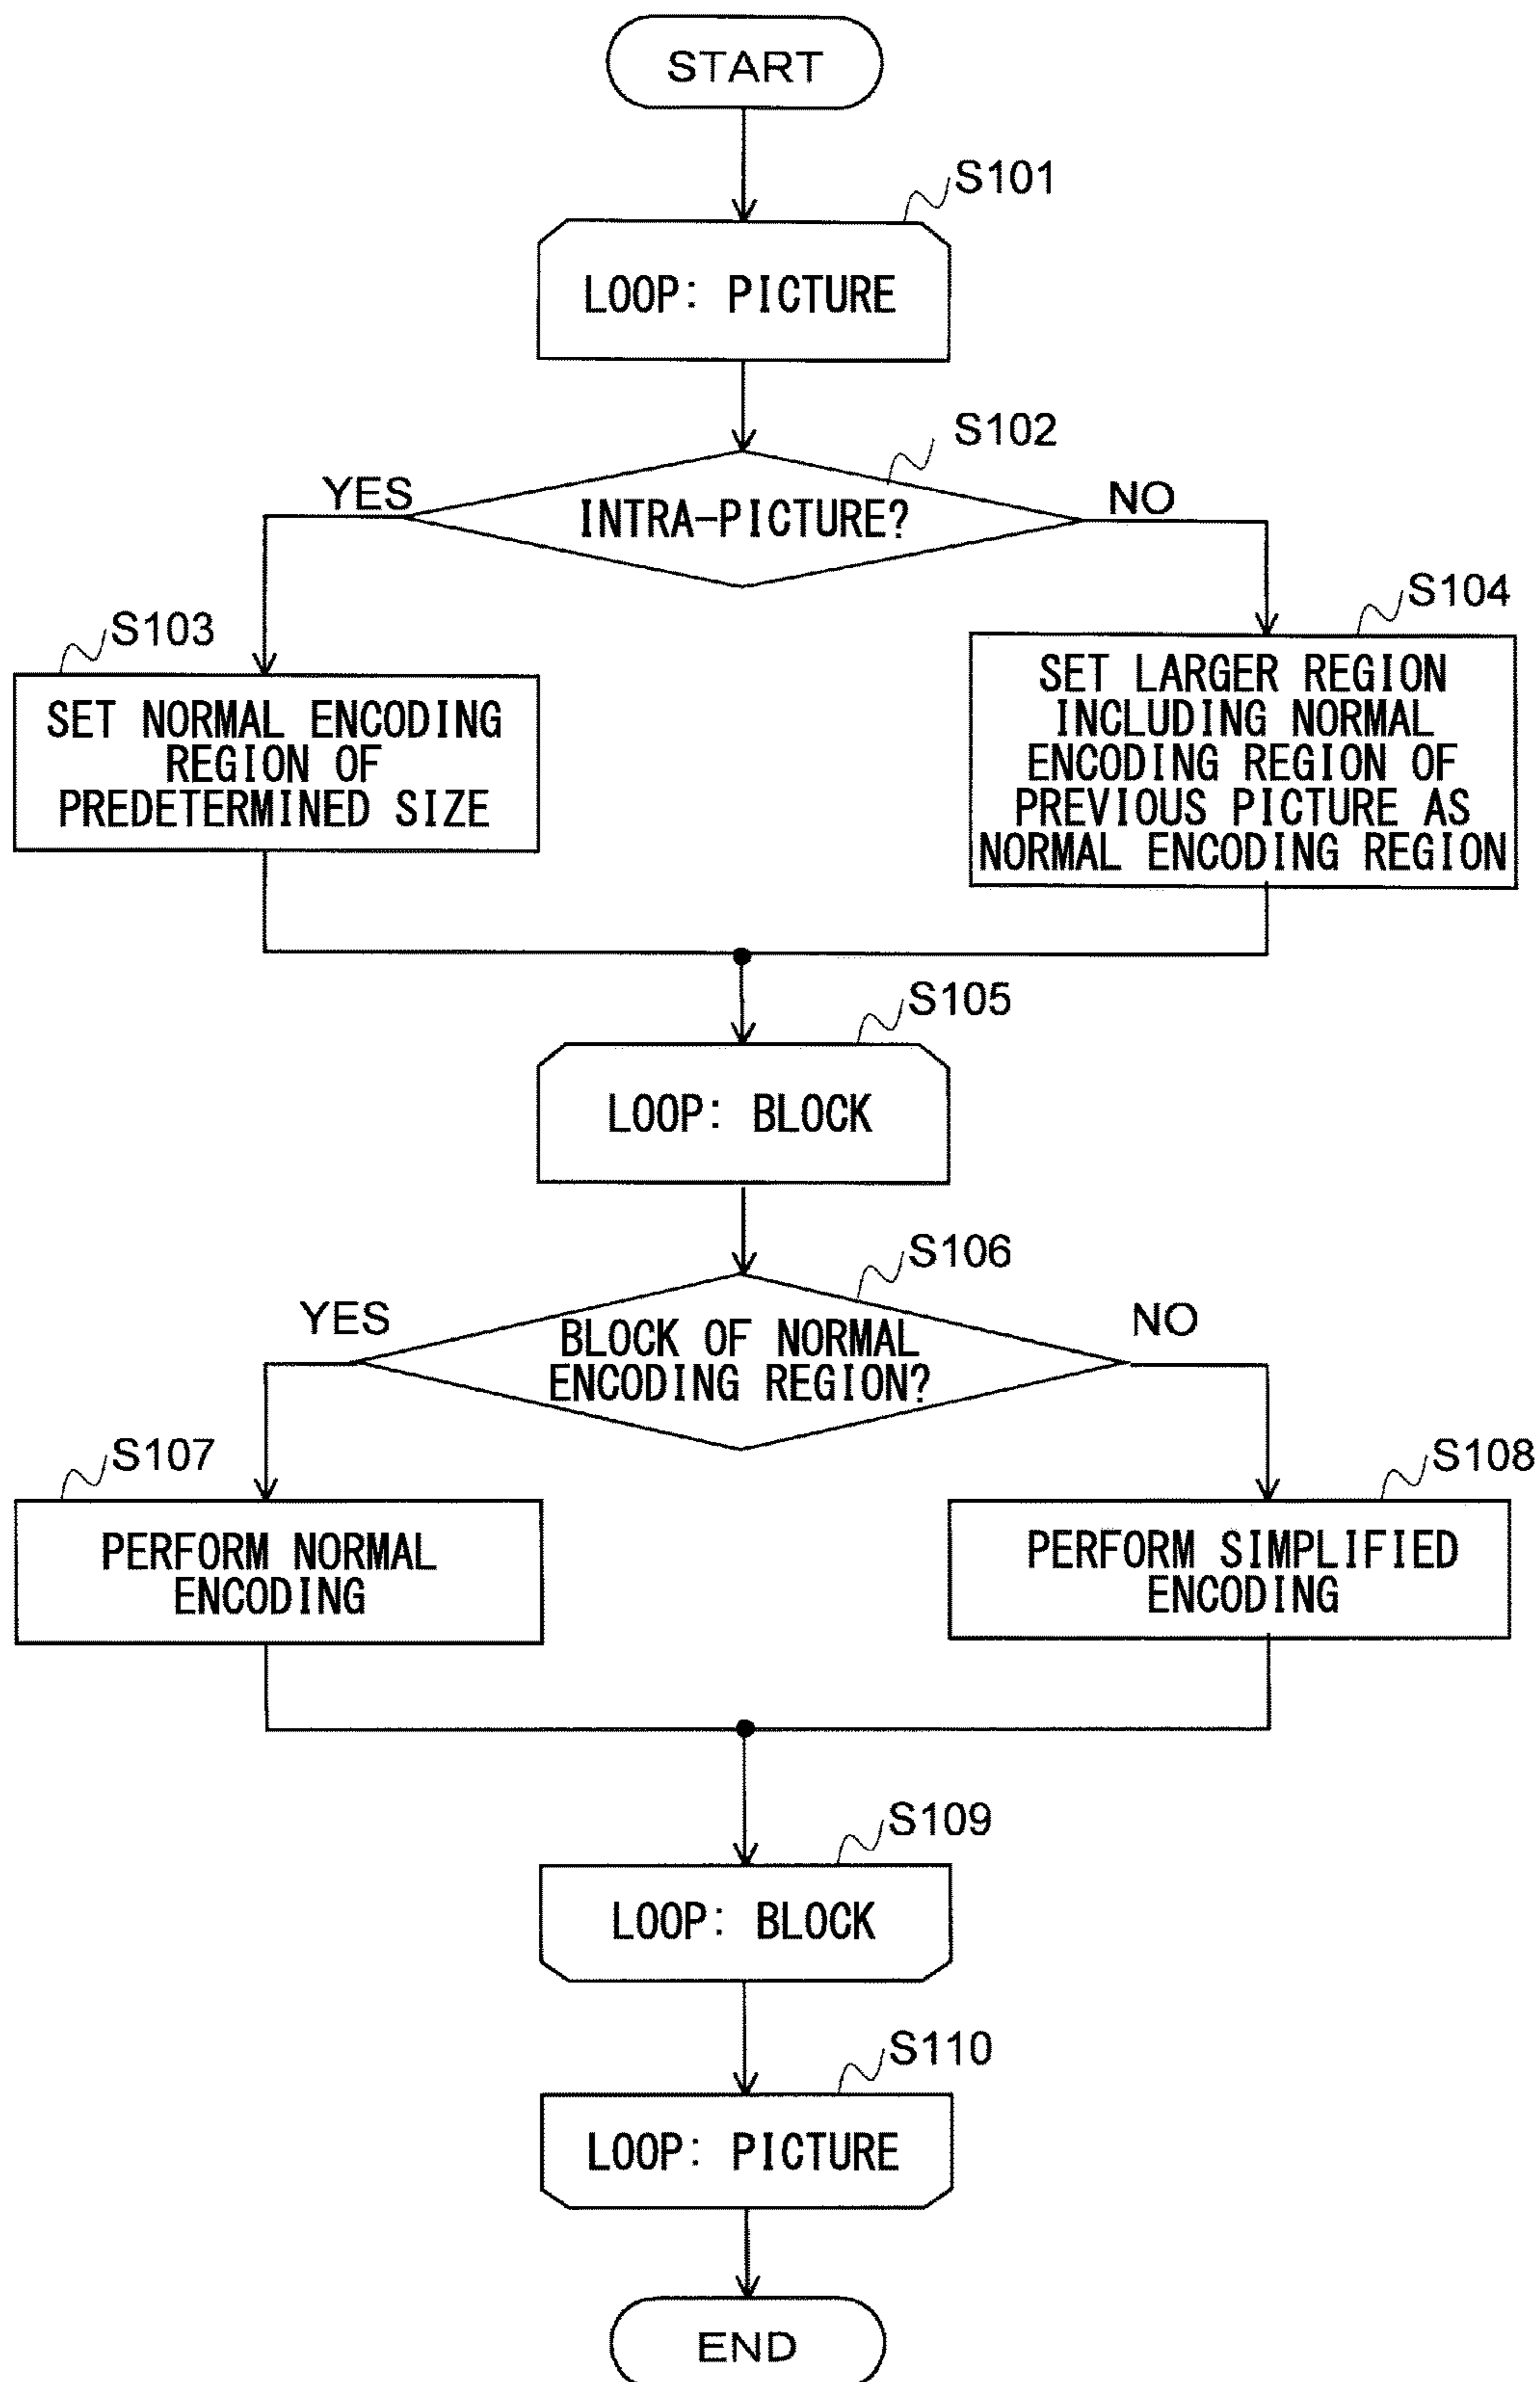 START
S101
LOOP: PICTURE
S102
YES
INTRA-PICTURE?
NO
S103
SET NORMAL ENCODING
REGION OF
PREDETERMINED SIZE
S104
SET LARGER REGION
INCLUDING NORMAL
ENCODING REGION OF
PREVIOUS PICTURE AS
NORMAL ENCODING REGION
S105
LOOP: BLOCK
S106
YES
BLOCK OF NORMAL
ENCODING REGION?
NO
S107
PERFORM NORMAL
ENCODING
S108
PERFORM SIMPLIFIED
ENCODING
S109
LOOP: BLOCK
S110
LOOP: PICTURE
END